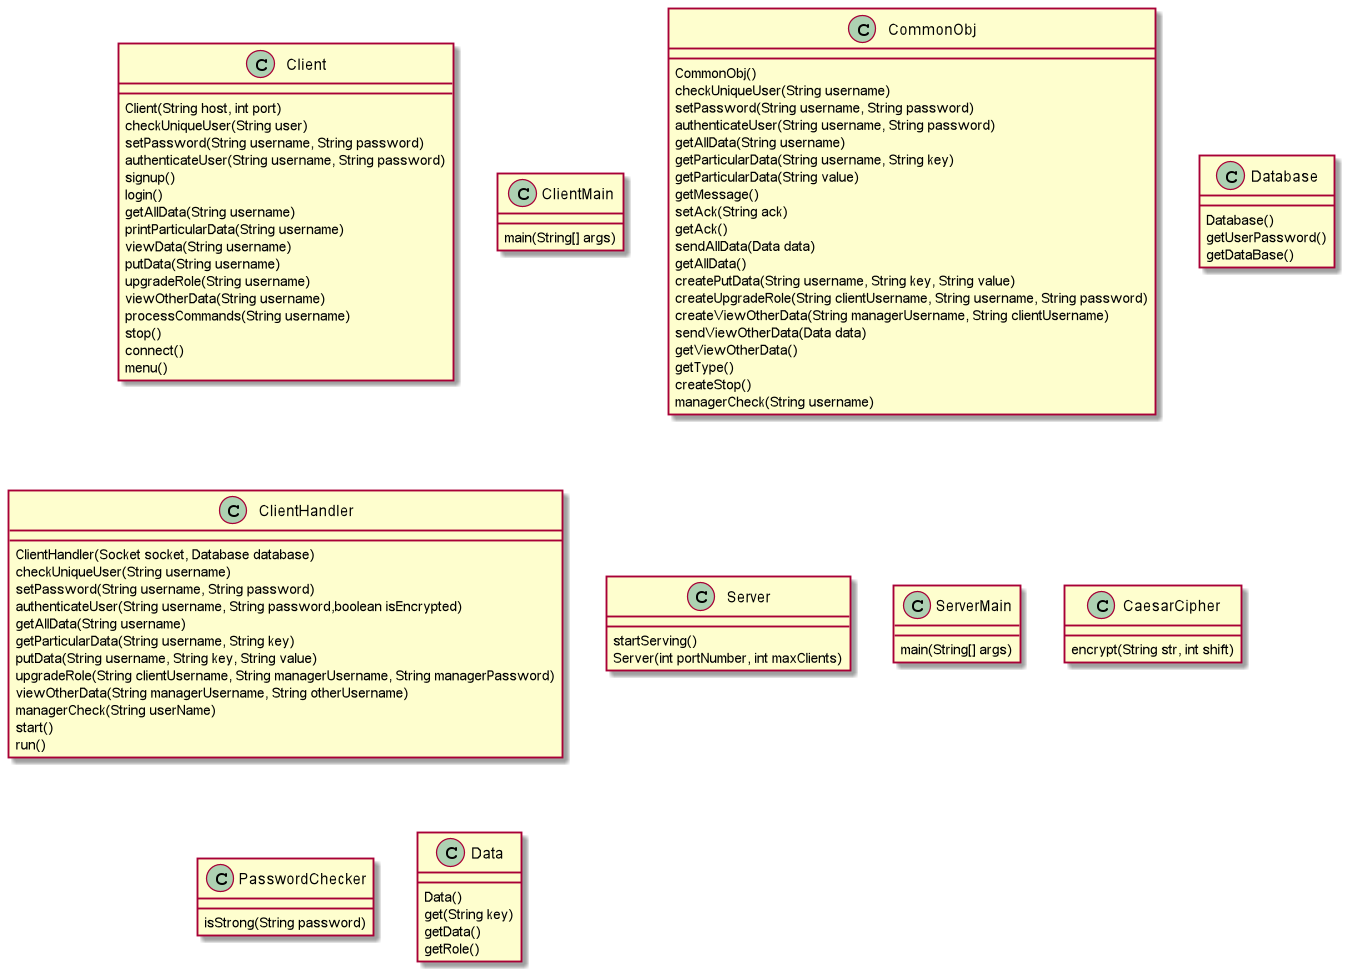 C Client
Client(String host, int port)
checkUniqueUser(String user)
setPassword(String username, String password)
authenticateUser(String username, String password)
signup()
login()
getAllData(String username)
printParticularData(String username)
viewData(String username)
putData(String username)
upgradeRole(String username)
viewOtherData(String username)
processCommands(String username)
stop()
connect()
menu()
C ClientMain
main(String[] args)
C CommonObj
CommonObj()
checkUniqueUser(String username)
setPassword(String username, String password)
authenticateUser(String username, String password)
getAllData(String username)
getParticularData(String username, String key)
getParticularData(String value)
getMessage()
setAck(String ack)
getAck()
sendAllData(Data data)
getAllData()
createPutData(String username, String key, String value)
createUpgradeRole(String clientUsername, String username, String password)
createViewOtherData(String managerUsername, String clientUsername)
sendViewOtherData(Data data)
getViewOtherData()
getType()
createStop()
managerCheck(String username)
C Database
Database()
getUserPassword()
getDataBase()
C ClientHandler
ClientHandler(Socket socket, Database database)
checkUniqueUser(String username)
setPassword(String username, String password)
authenticateUser(String username, String password,boolean isEncrypted)
getAllData(String username)
getParticularData(String username, String key)
putData(String username, String key, String value)
upgradeRole(String clientUsername, String managerUsername, String managerPassword)
viewOtherData(String managerUsername, String otherUsername)
managerCheck(String userName)
start()
run()
C Server
startServing()
Server(int portNumber, int maxClients)
C ServerMain
main(String[] args)
C CaesarCipher
encrypt(String str, int shift)
C PasswordChecker
isStrong(String password)
C Data
Data()
get(String key)
getData()
getRole()